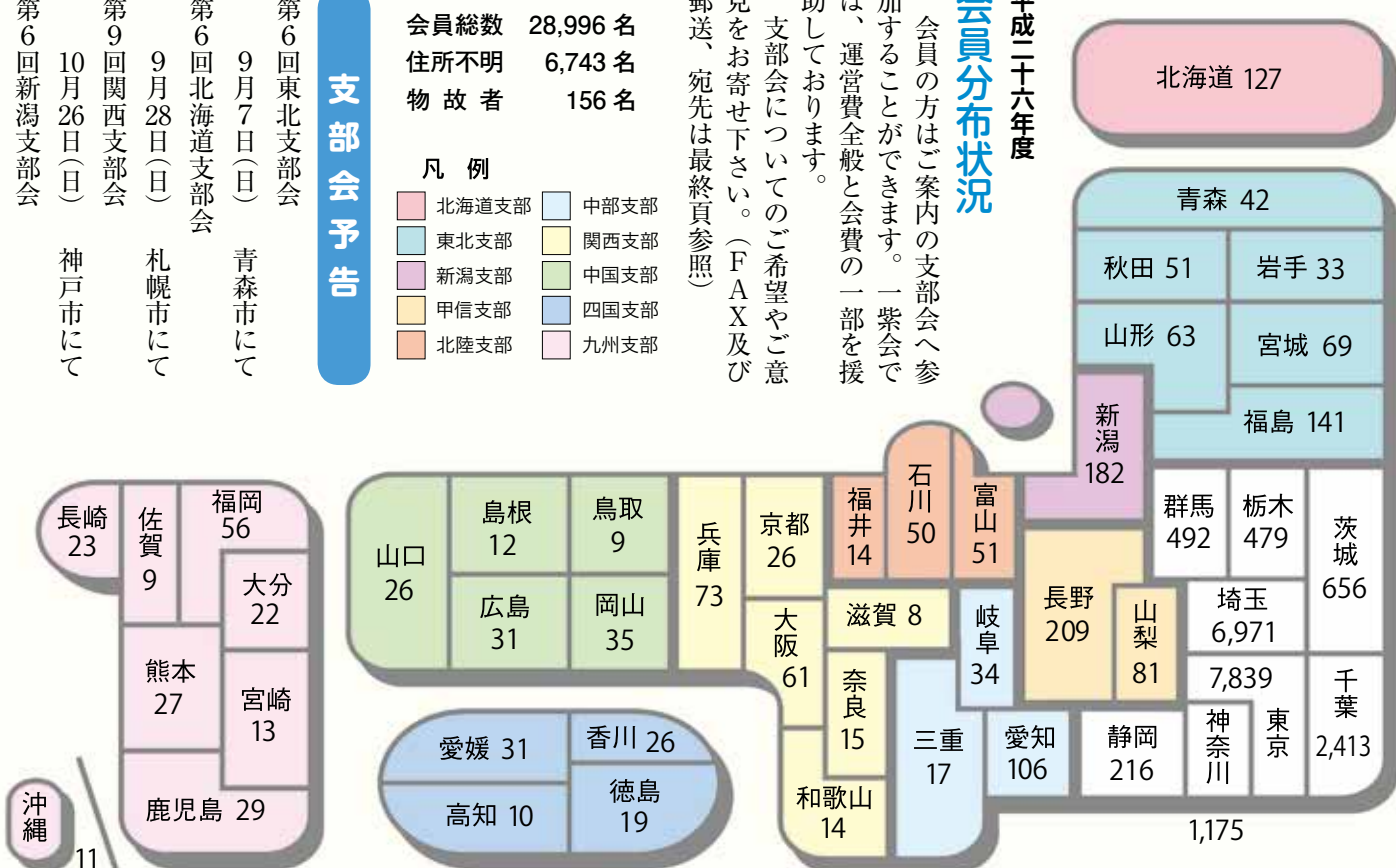 平成二十六年度
会員分布状況
会員の方はご案内の支部会へ参
加することができます。一紫会で
は、運営費全般と会費の一部を援
助しております。
支部会についてのご希望やご意
見をお寄せ下さい。（ＦＡＸ及び
郵送、宛先は最終頁参照）
会員総数 28,996 名
住所不明 6,743 名
物故者 156 名
凡例
北海道支部
東北支部
新潟支部
甲信支部
北陸支部
中部支部
関西支部
中国支部
四国支部
九州支部
支部会予告
第６回東北支部会
９月７日（日） 青森市にて
第６回北海道支部会
９月28日（日） 札幌市にて
第９回関西支部会
10月26日（日） 神戸市にて
第６回新潟支部会
北海道 127
青森 42
秋田 51
岩手 33
山形 63
宮城 69
福島 141
新潟 182
群馬 492
栃木 479
茨城 656
埼玉 6,971
7,839
東京
千葉 2,413
神奈川
1,175
長野 209
山梨 81
静岡 216
富山 51
石川 50
福井 14
岐阜 34
愛知 106
三重 17
滋賀 8
京都 26
兵庫 73
大阪 61
奈良 15
和歌山 14
鳥取 9
島根 12
岡山 35
広島 31
山口 26
香川 26
愛媛 31
徳島 19
高知 10
福岡 56
佐賀 9
長崎 23
大分 22
熊本 27
宮崎 13
鹿児島 29
沖縄
11